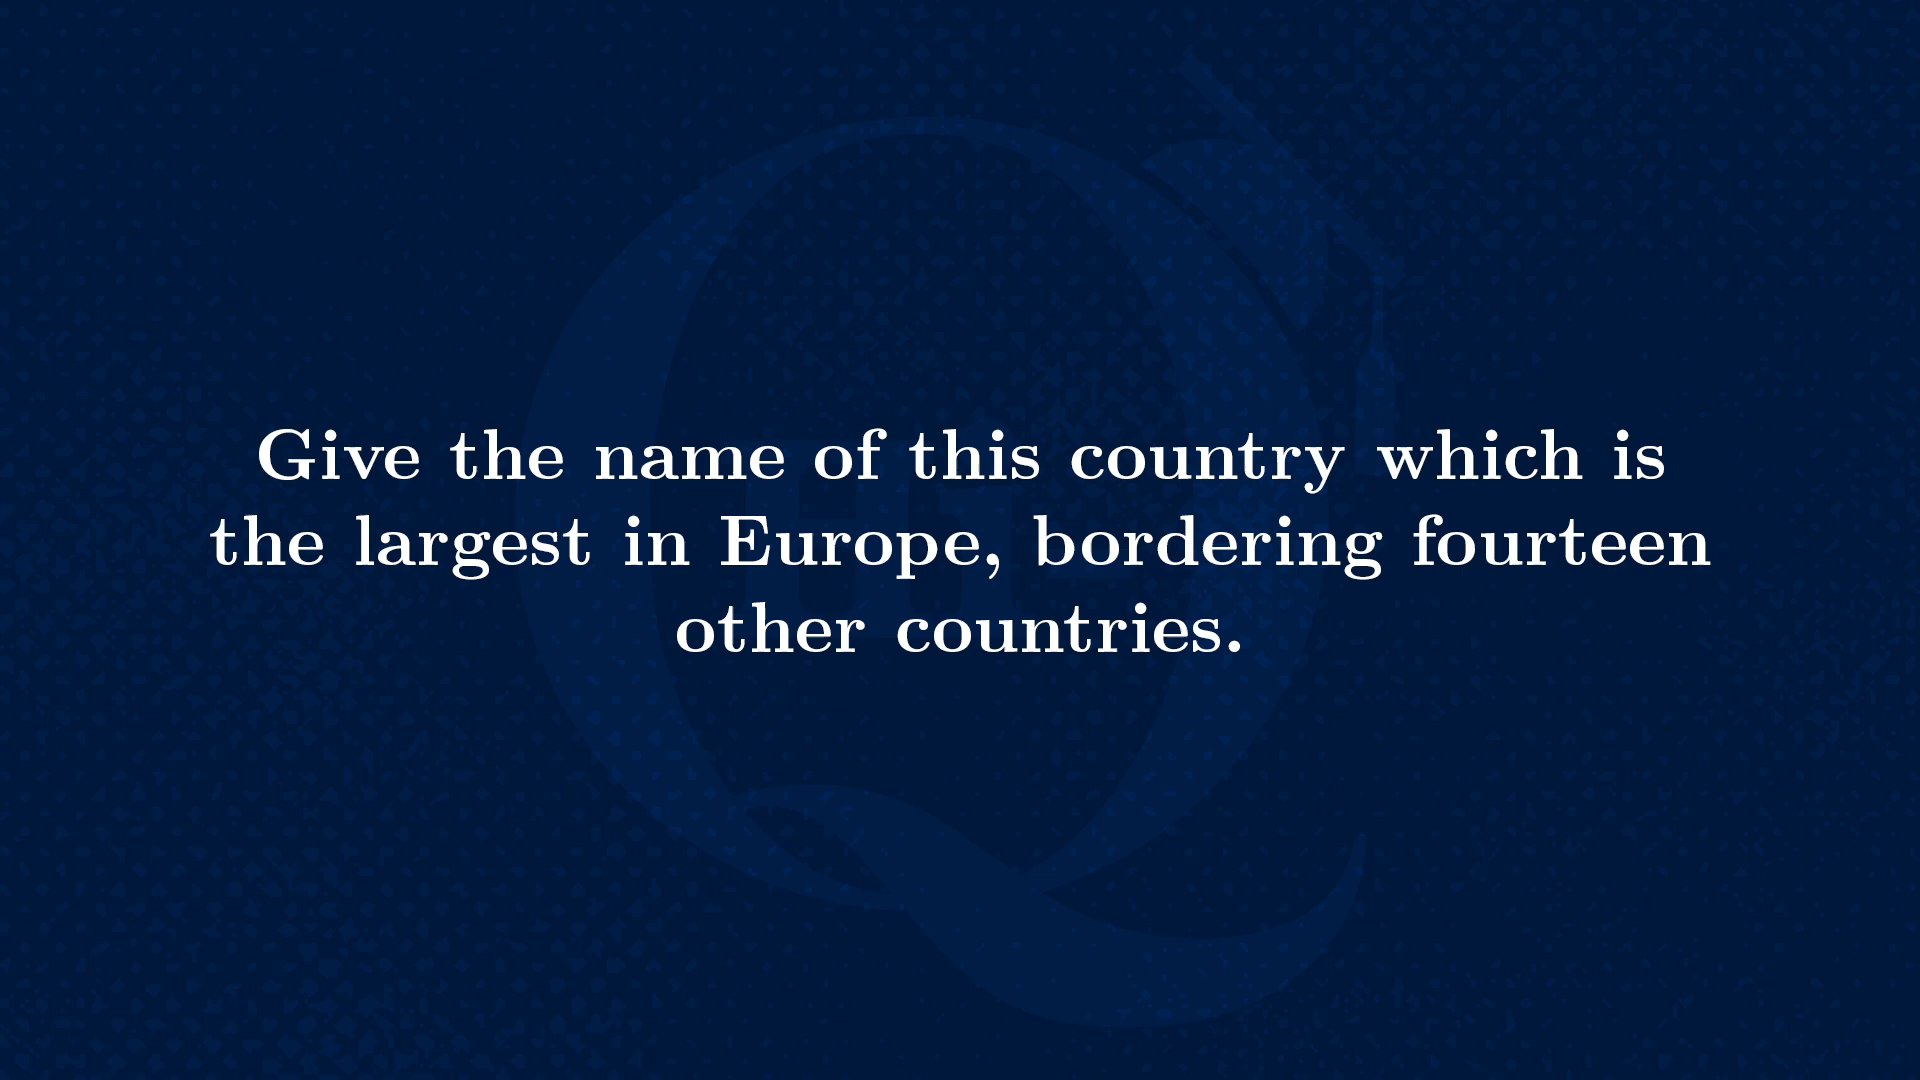 Give the name of this country which is
the largest in Europe, bordering fourteen
other countries.